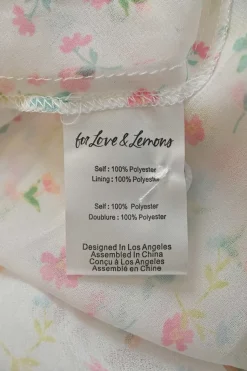 for Love & Lemons
Self : 100% Polyester
Lining : 100% Polyester
Self : 100% Polyester
Doublure : 100% Polyester
Designed In Los Angeles
Assembled In China
Conçu à Los Angeles
Assemblé en Chine